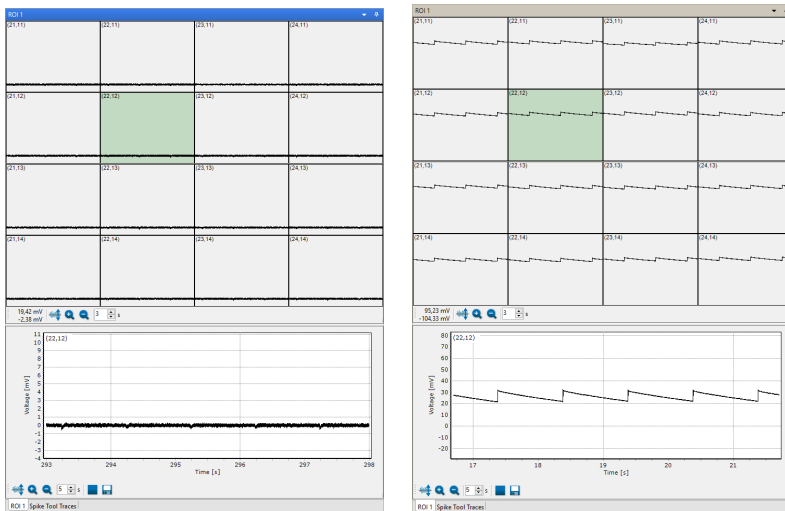 ROI 1
(21,11) (22,11) (23,11) (24,11)
(21,12) (22,12) (23,12) (24,12)
(21,13) (22,13) (23,13) (24,13)
(21,14) (22,14) (23,14) (24,14)
19,42 mV
-2,38 mV
3 s
(22,12)
Voltage [mV]
11
10
9
8
7
6
5
4
3
2
1
0
-1
-2
-3
-4
293 294 295 296 297 298
Time [s]
5 s
ROI 1 Spike Tool Traces
ROI 1
(21,11) (22,11) (23,11) (24,11)
(21,12) (22,12) (23,12) (24,12)
(21,13) (22,13) (23,13) (24,13)
(21,14) (22,14) (23,14) (24,14)
95,23 mV
-104,33 mV
3 s
(22,12)
Voltage [mV]
80
70
60
50
40
30
20
10
0
-10
-20
17 18 19 20 21
Time [s]
5 s
ROI 1 Spike Tool Traces